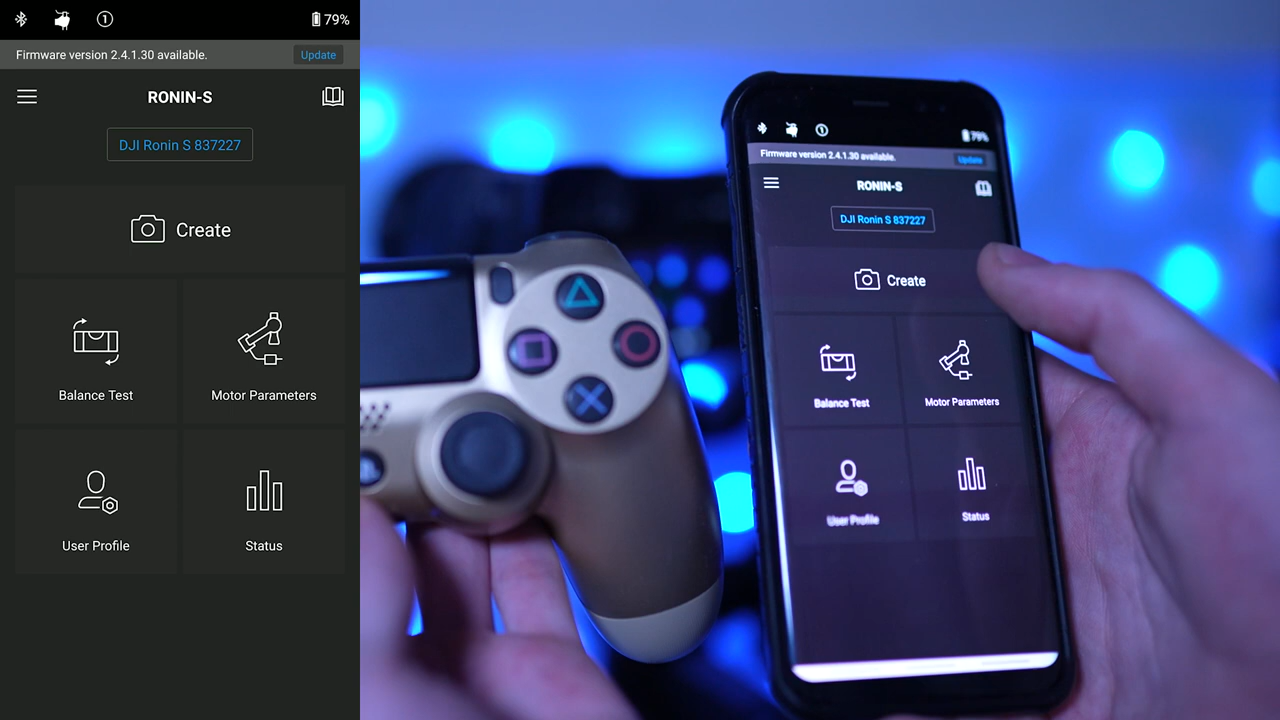 ① 79%
Firmware version 2.4.1.30 available. Update
RONIN-S
DJI Ronin S 837227
Create
Balance Test Motor Parameters
User Profile Status
① 79%
Firmware version 2.4.1.30 available. Update
RONIN-S
DJI Ronin S 837227
Create
Balance Test Motor Parameters
User Profile Status